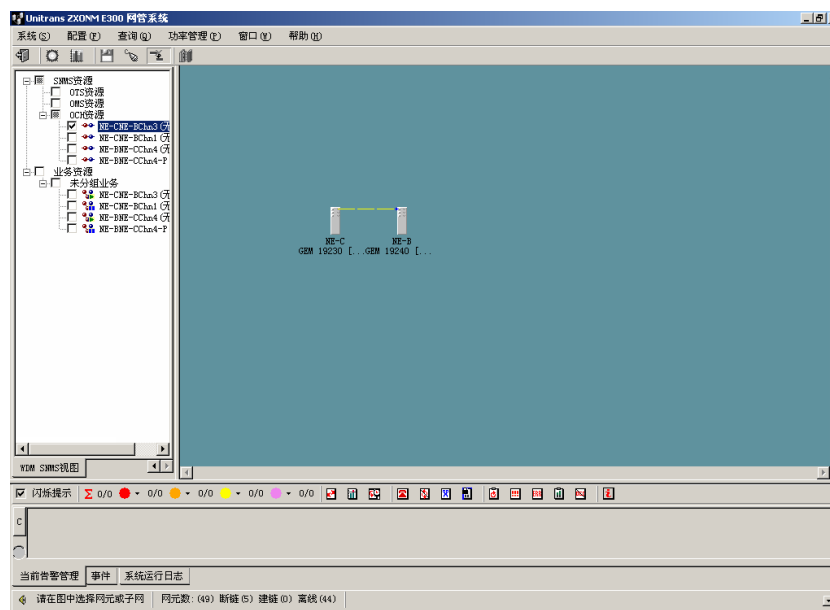 Unitrans ZXONM E300 网管系统
系统(S) 配置(F) 查询(Q) 功率管理(P) 窗口(W) 帮助(H)
SNMS资源
OTS资源
OMS资源
OCH资源
NE-CNE-BChn3(无
NE-CNE-BChn1(无
NE-BNE-CChn4(无
NE-BNE-CChn4-P
业务资源
未分组业务
NE-CNE-BChn3(无
NE-CNE-BChn1(无
NE-BNE-CChn4(无
NE-BNE-CChn4-P
NE-C NE-B
GEM 19230 [...GEM 19240 [...
WDM SNMS视图
闪烁提示 Σ 0/0 0/0 0/0 0/0 0/0
C
当前告警管理 事件 系统运行日志
请在图中选择网元或子网 网元数:(49) 断链(5) 建链(0) 离线(44)